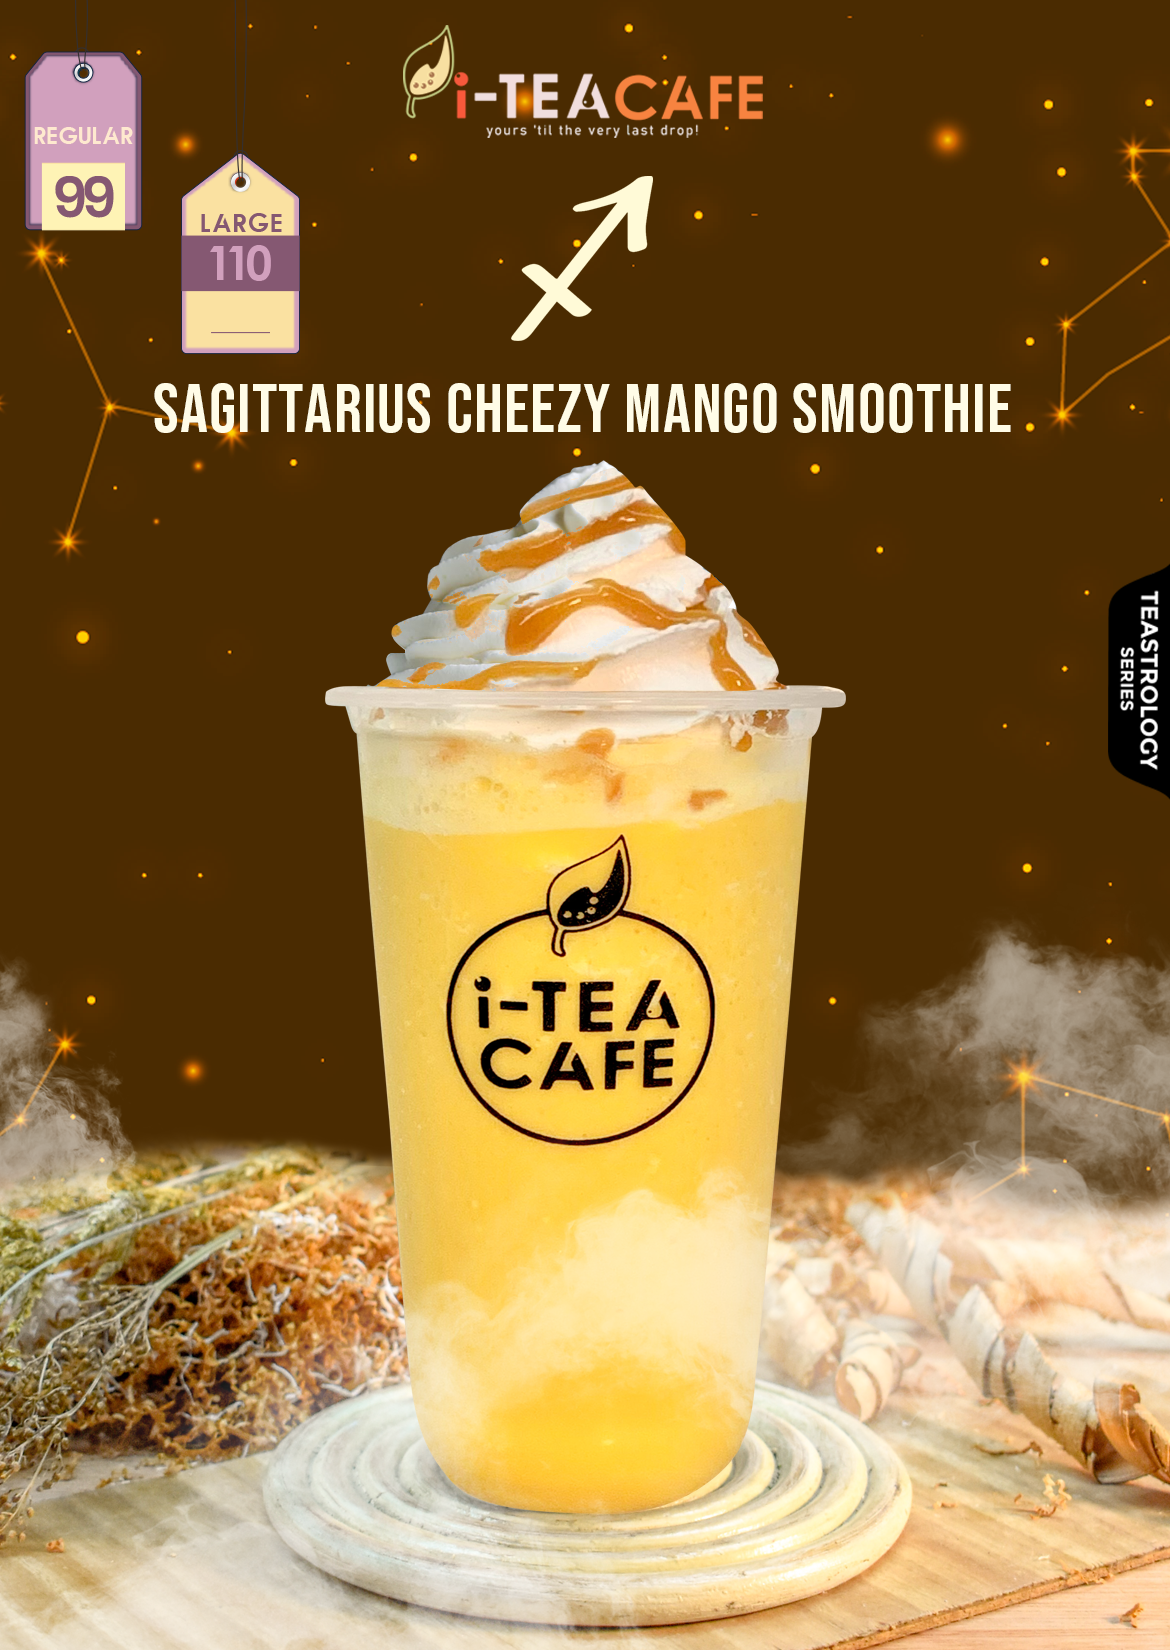 REGULAR
99
LARGE
110
i-TEACAFE
yours 'til the very last drop!
SAGITTARIUS CHEEZY MANGO SMOOTHIE
TEASTROLOGY
SERIES
i-TEA
CAFE